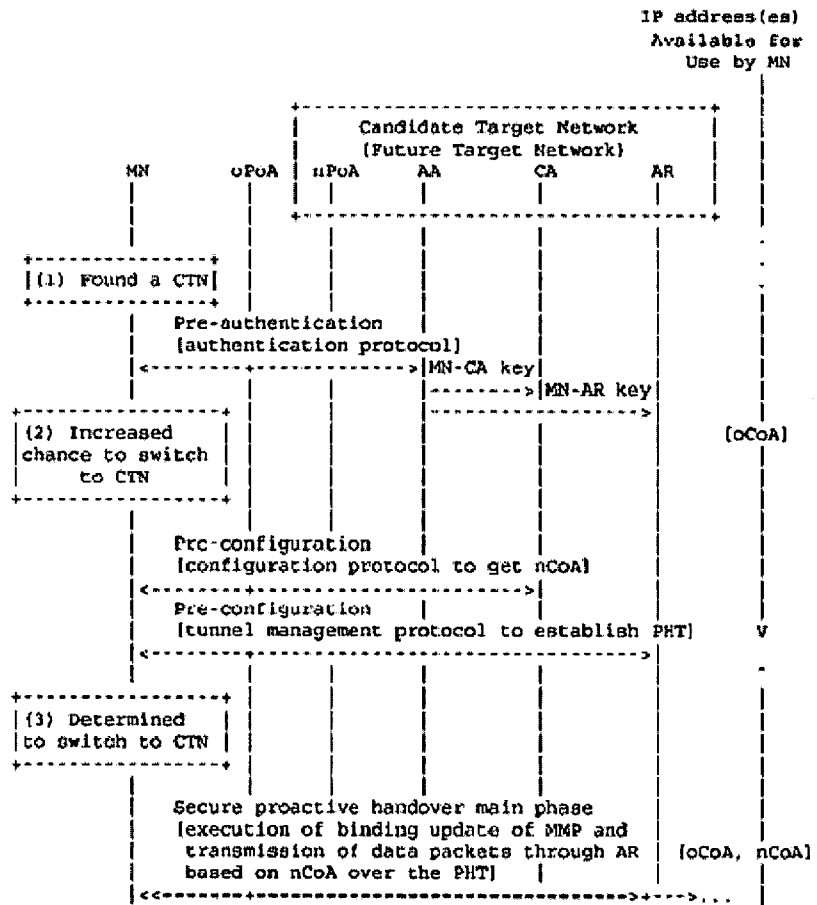 IP address(es)
Available for
Use by MN
Candidate Target Network
(Future Target Network)
MN oPoA nPoA AA CA AR
(1) Found a CTN
Pre-authentication
[authentication protocol]
MN-CA key
MN-AR key
(2) Increased
chance to switch
to CTN
[oCoA]
Pre-configuration
[configuration protocol to get nCoA]
Pre-configuration
[tunnel management protocol to establish PHT] V
(3) Determined
to switch to CTN
Secure proactive handover main phase
[execution of binding update of MMP and
transmission of data packets through AR [oCoA, nCoA]
based on nCoA over the PHT]
. . .